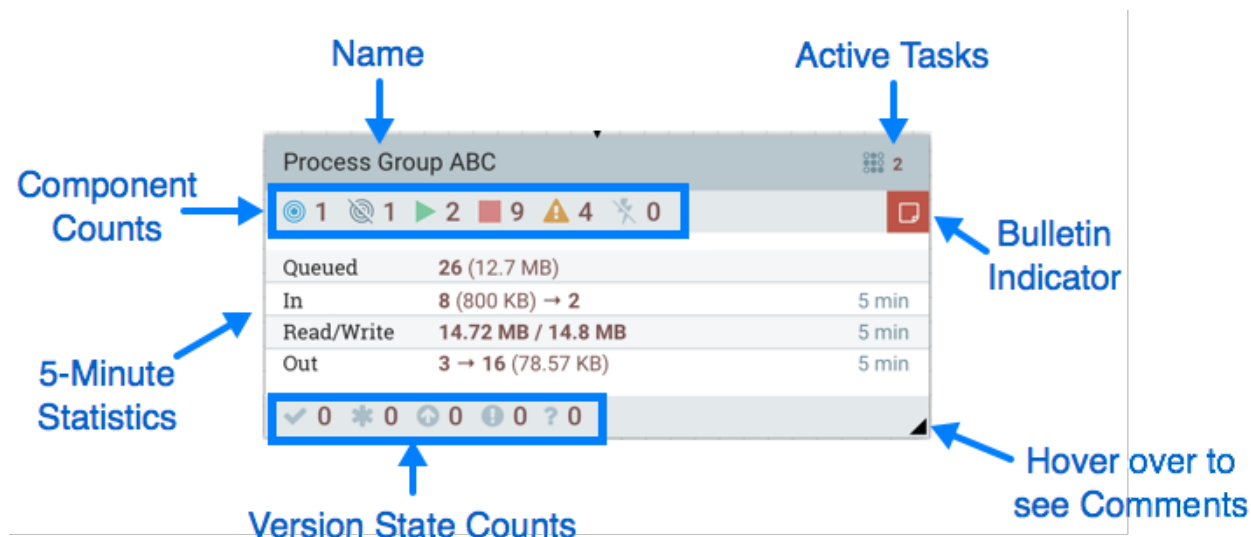 Name
Active Tasks
Process Group ABC
2
Component
Counts
1 1 2 9 4 0
Bulletin
Indicator
Queued 26 (12.7 MB)
In 8 (800 KB) → 2 5 min
Read/Write 14.72 MB / 14.8 MB 5 min
Out 3 → 16 (78.57 KB) 5 min
5-Minute
Statistics
0 0 0 0 ? 0
Hover over to
see Comments
Version State Counts